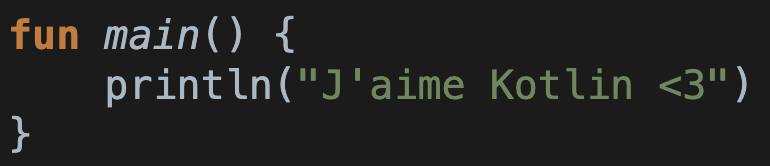 fun main() {
    println("J'aime Kotlin <3")
}